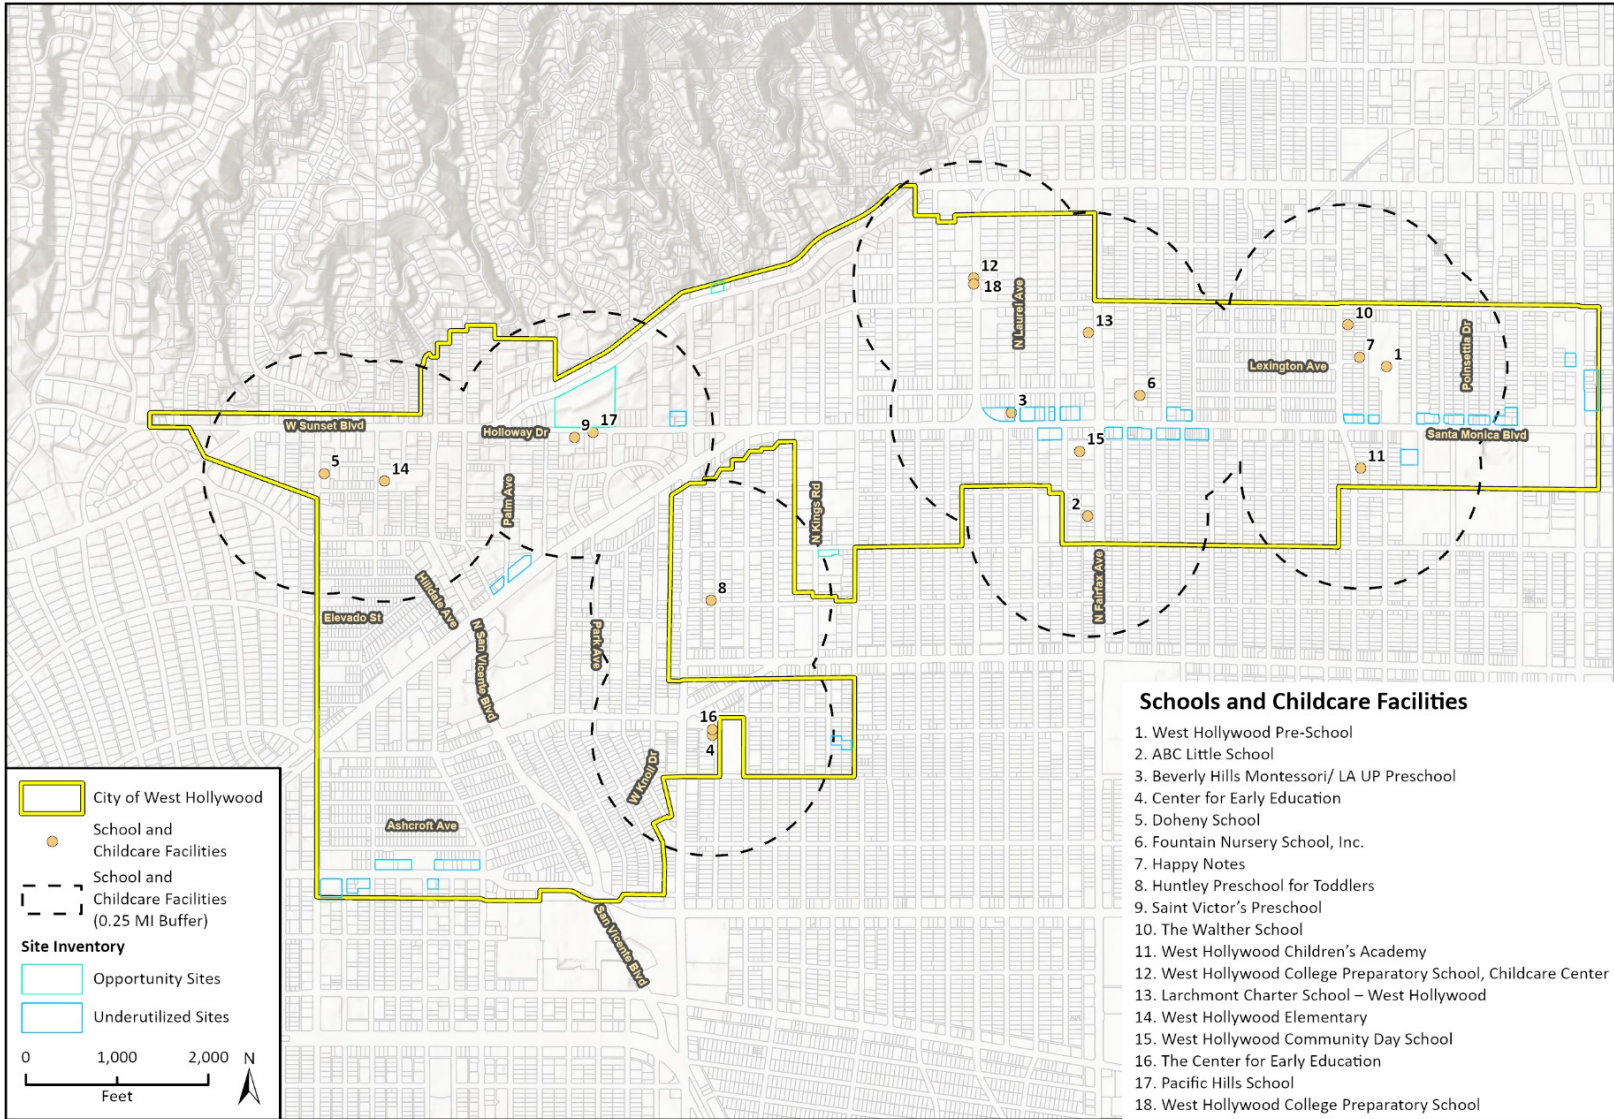 12
18
N Laurel Ave
13
10
7
1
Poinsettia Dr
Lexington Ave
6
3
W Sunset Blvd
Holloway Dr
9
17
15
Santa Monica Blvd
5
14
11
Palm Ave
N Kings Rd
2
8
N Fairfax Ave
Hilldale Ave
Elevado St
N San Vicente Blvd
Park Ave
16
4
W Knoll Dr
Ashcroft Ave
San Vicente Blvd
City of West Hollywood
School and
Childcare Facilities
School and
Childcare Facilities
(0.25 MI Buffer)
Site Inventory
Opportunity Sites
Underutilized Sites
0 1,000 2,000 N
Feet
Schools and Childcare Facilities
1. West Hollywood Pre-School
2. ABC Little School
3. Beverly Hills Montessori/ LA UP Preschool
4. Center for Early Education
5. Doheny School
6. Fountain Nursery School, Inc.
7. Happy Notes
8. Huntley Preschool for Toddlers
9. Saint Victor's Preschool
10. The Walther School
11. West Hollywood Children's Academy
12. West Hollywood College Preparatory School, Childcare Center
13. Larchmont Charter School – West Hollywood
14. West Hollywood Elementary
15. West Hollywood Community Day School
16. The Center for Early Education
17. Pacific Hills School
18. West Hollywood College Preparatory School